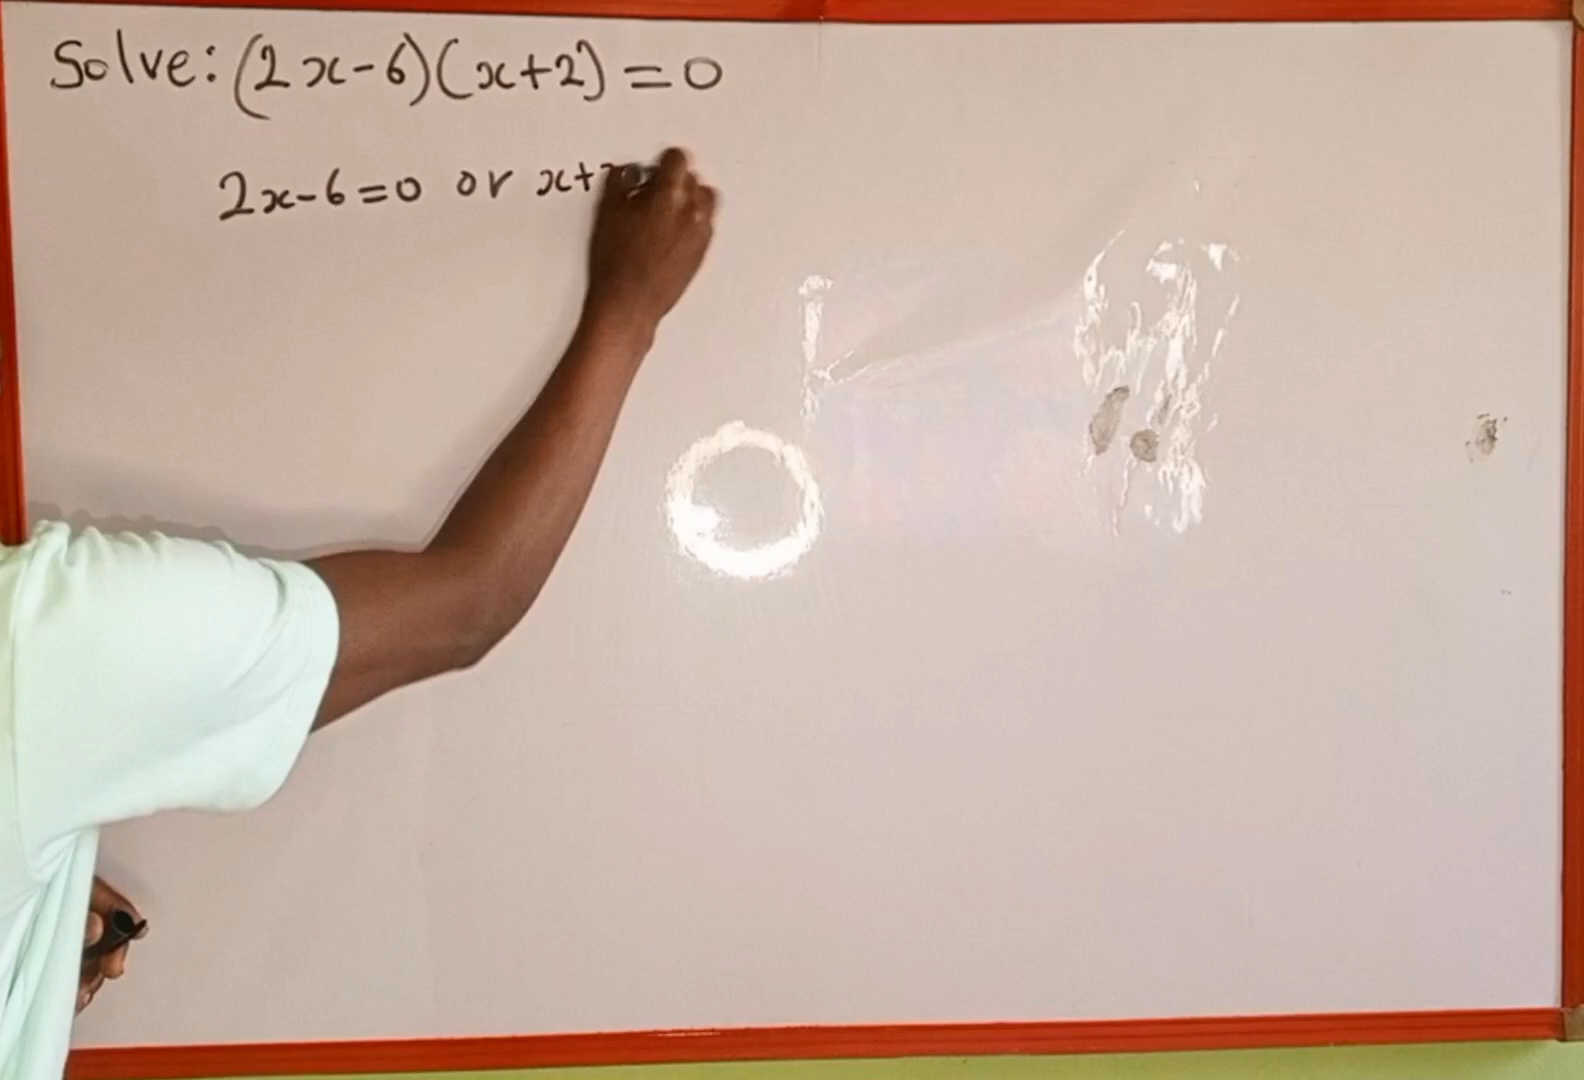 Solve: (2x-6)(x+2) = 0
2x-6=0 or x+